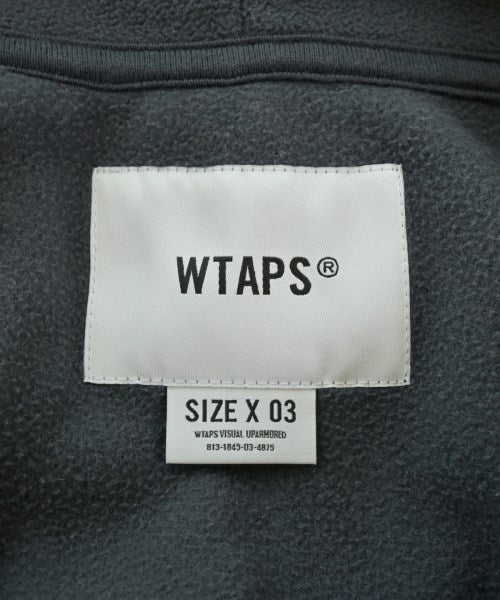 WTAPS®
SIZE X 03
WTAPS VISUAL UPARMORED
813-1845-03-4875